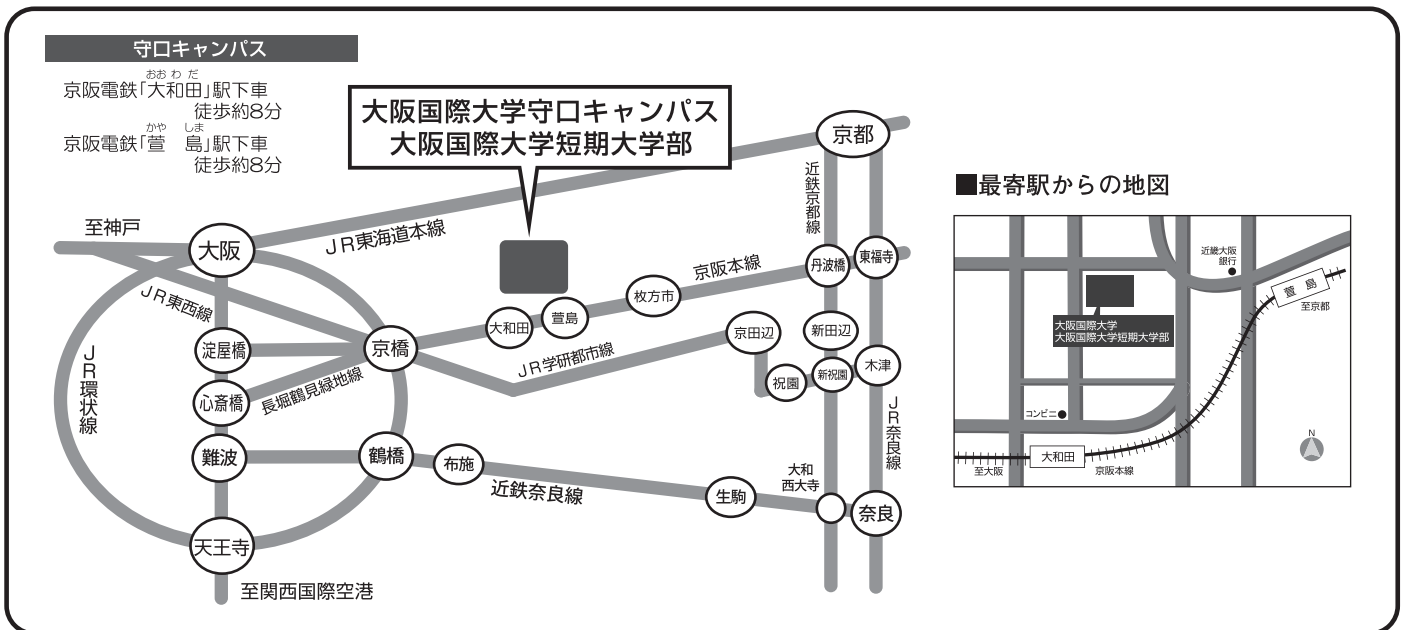 守口キャンパス
おおわだ
京阪電鉄「大和田」駅下車
徒歩約8分
かや しま
京阪電鉄「萱島」駅下車
徒歩約8分
大阪国際大学守口キャンパス
大阪国際大学短期大学部
京都
近鉄京都線
至神戸
大阪
JR東海道本線
京阪本線
丹波橋
東福寺
JR東西線
大和田
萱島
枚方市
淀屋橋
京橋
京田辺
新田辺
JR環状線
JR学研都市線
心斎橋
長堀鶴見緑地線
祝園
新祝園
木津
JR奈良線
難波
鶴橋
布施
近鉄奈良線
生駒
大和
西大寺
奈良
天王寺
至関西国際空港
■最寄駅からの地図
近畿大阪
銀行
萱島
至京都
大阪国際大学
大阪国際大学短期大学部
コンビニ
大和田
至大阪
京阪本線
N